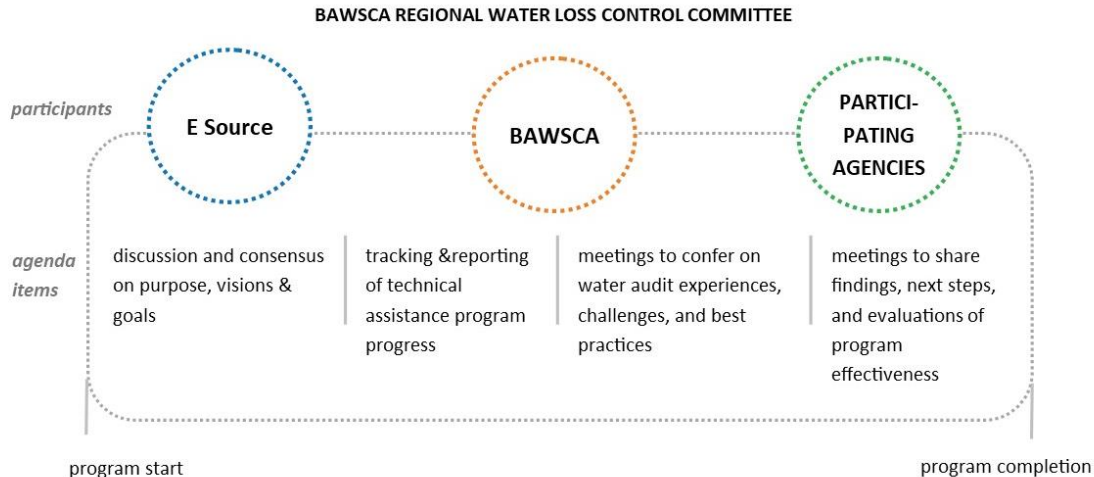 BAWSCA REGIONAL WATER LOSS CONTROL COMMITTEE
participants
E Source
BAWSCA
PARTICI-
PATING
AGENCIES
agenda
items
discussion and consensus
on purpose, visions &
goals
tracking &reporting
of technical
assistance program
progress
meetings to confer on
water audit experiences,
challenges, and best
practices
meetings to share
findings, next steps,
and evaluations of
program
effectiveness
program start
program completion